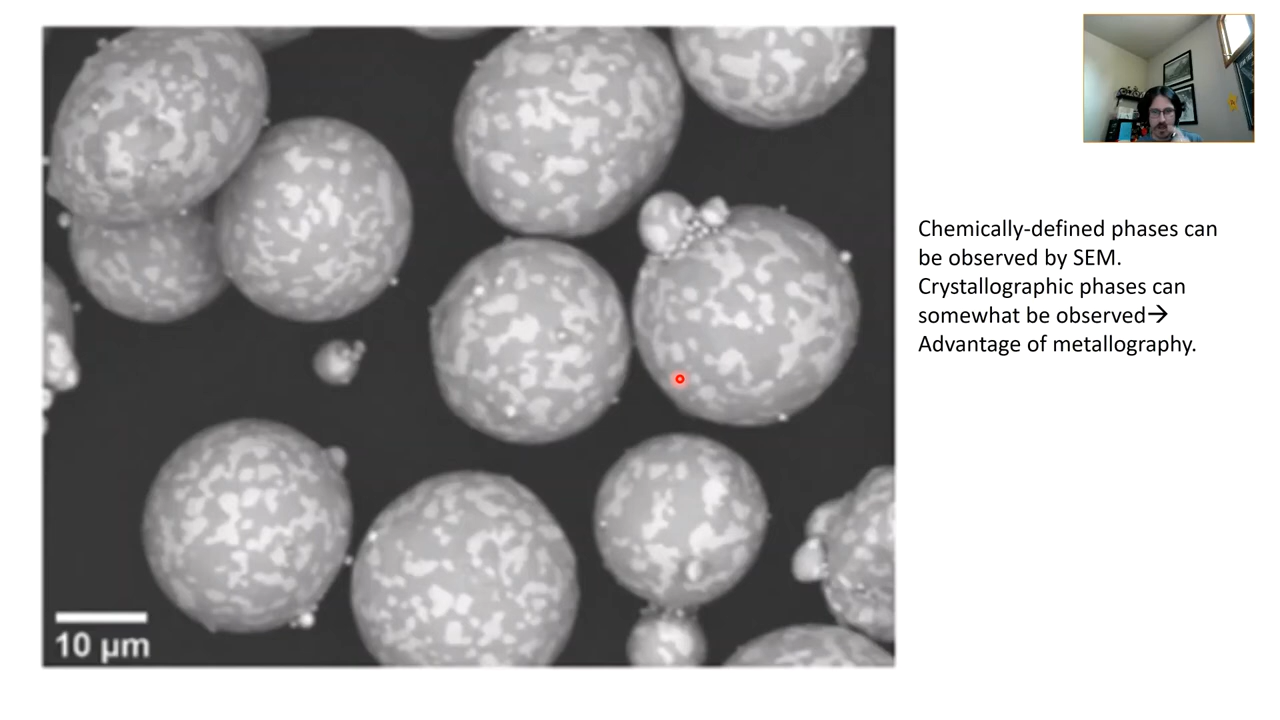 Chemically-defined phases can
be observed by SEM.
Crystallographic phases can
somewhat be observed→
Advantage of metallography.
10 µm